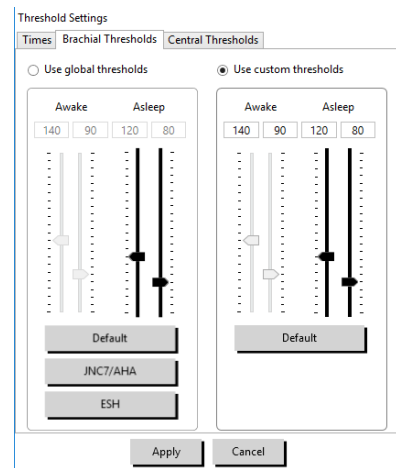 Threshold Settings
Times Brachial Thresholds Central Thresholds
Use global thresholds Use custom thresholds
Awake Asleep Awake Asleep
140 90 120 80 140 90 120 80
Default Default
JNC7/AHA
ESH
Apply Cancel